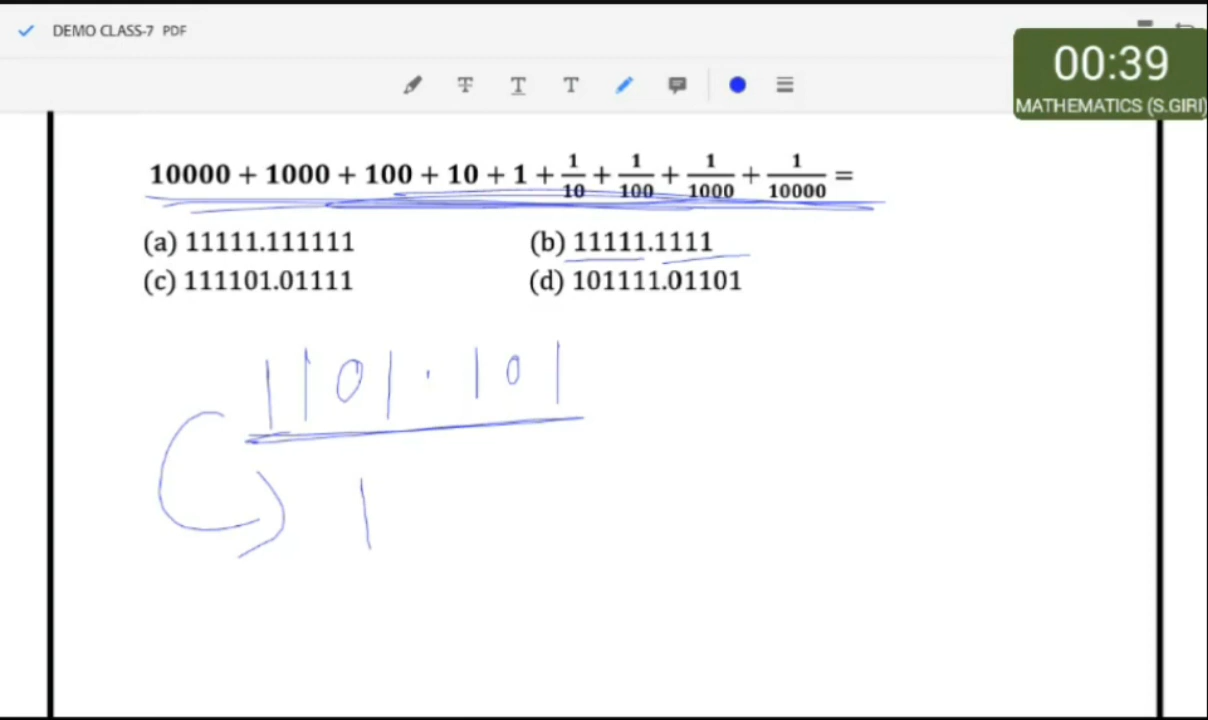 DEMO CLASS-7 PDF
00:39
MATHEMATICS (S.GIRI)
10000 + 1000 + 100 + 10 + 1 + 1/10 + 1/100 + 1/1000 + 1/10000 =
(a) 11111.111111 (b) 11111.1111
(c) 111101.01111 (d) 101111.01101
1101.101
1